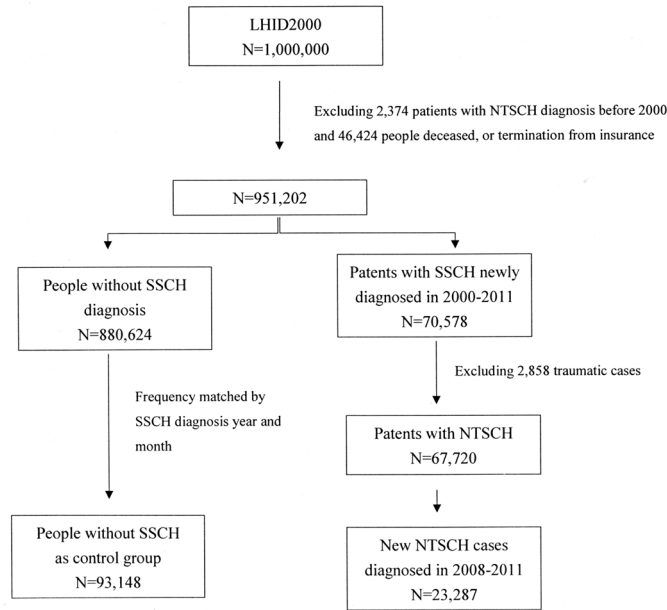 LHID2000
N=1,000,000
Excluding 2,374 patients with NTSCH diagnosis before 2000
and 46,424 people deceased, or termination from insurance
N=951,202
People without SSCH
diagnosis
N=880,624
Patents with SSCH newly
diagnosed in 2000-2011
N=70,578
Excluding 2,858 traumatic cases
Frequency matched by
SSCH diagnosis year and
month
Patents with NTSCH
N=67,720
People without SSCH
as control group
N=93,148
New NTSCH cases
diagnosed in 2008-2011
N=23,287